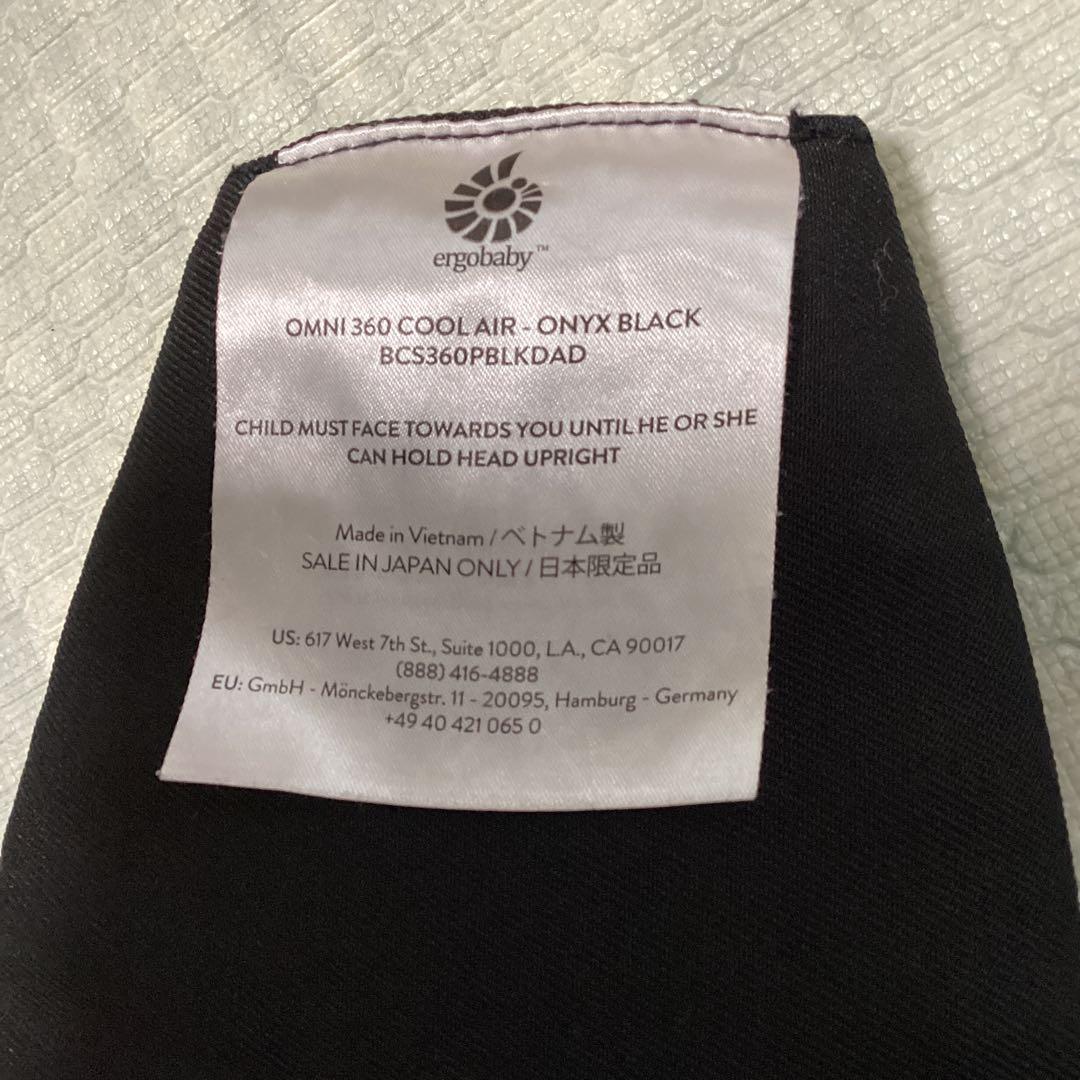 ergobaby™
OMNI 360 COOL AIR - ONYX BLACK
BCS360PBLKDAD
CHILD MUST FACE TOWARDS YOU UNTIL HE OR SHE
CAN HOLD HEAD UPRIGHT
Made in Vietnam / ベトナム製
SALE IN JAPAN ONLY / 日本限定品
US: 617 West 7th St., Suite 1000, L.A., CA 90017
(888) 416-4888
EU: GmbH - Mönckebergstr. 11 - 20095, Hamburg - Germany
+49 40 421 065 0